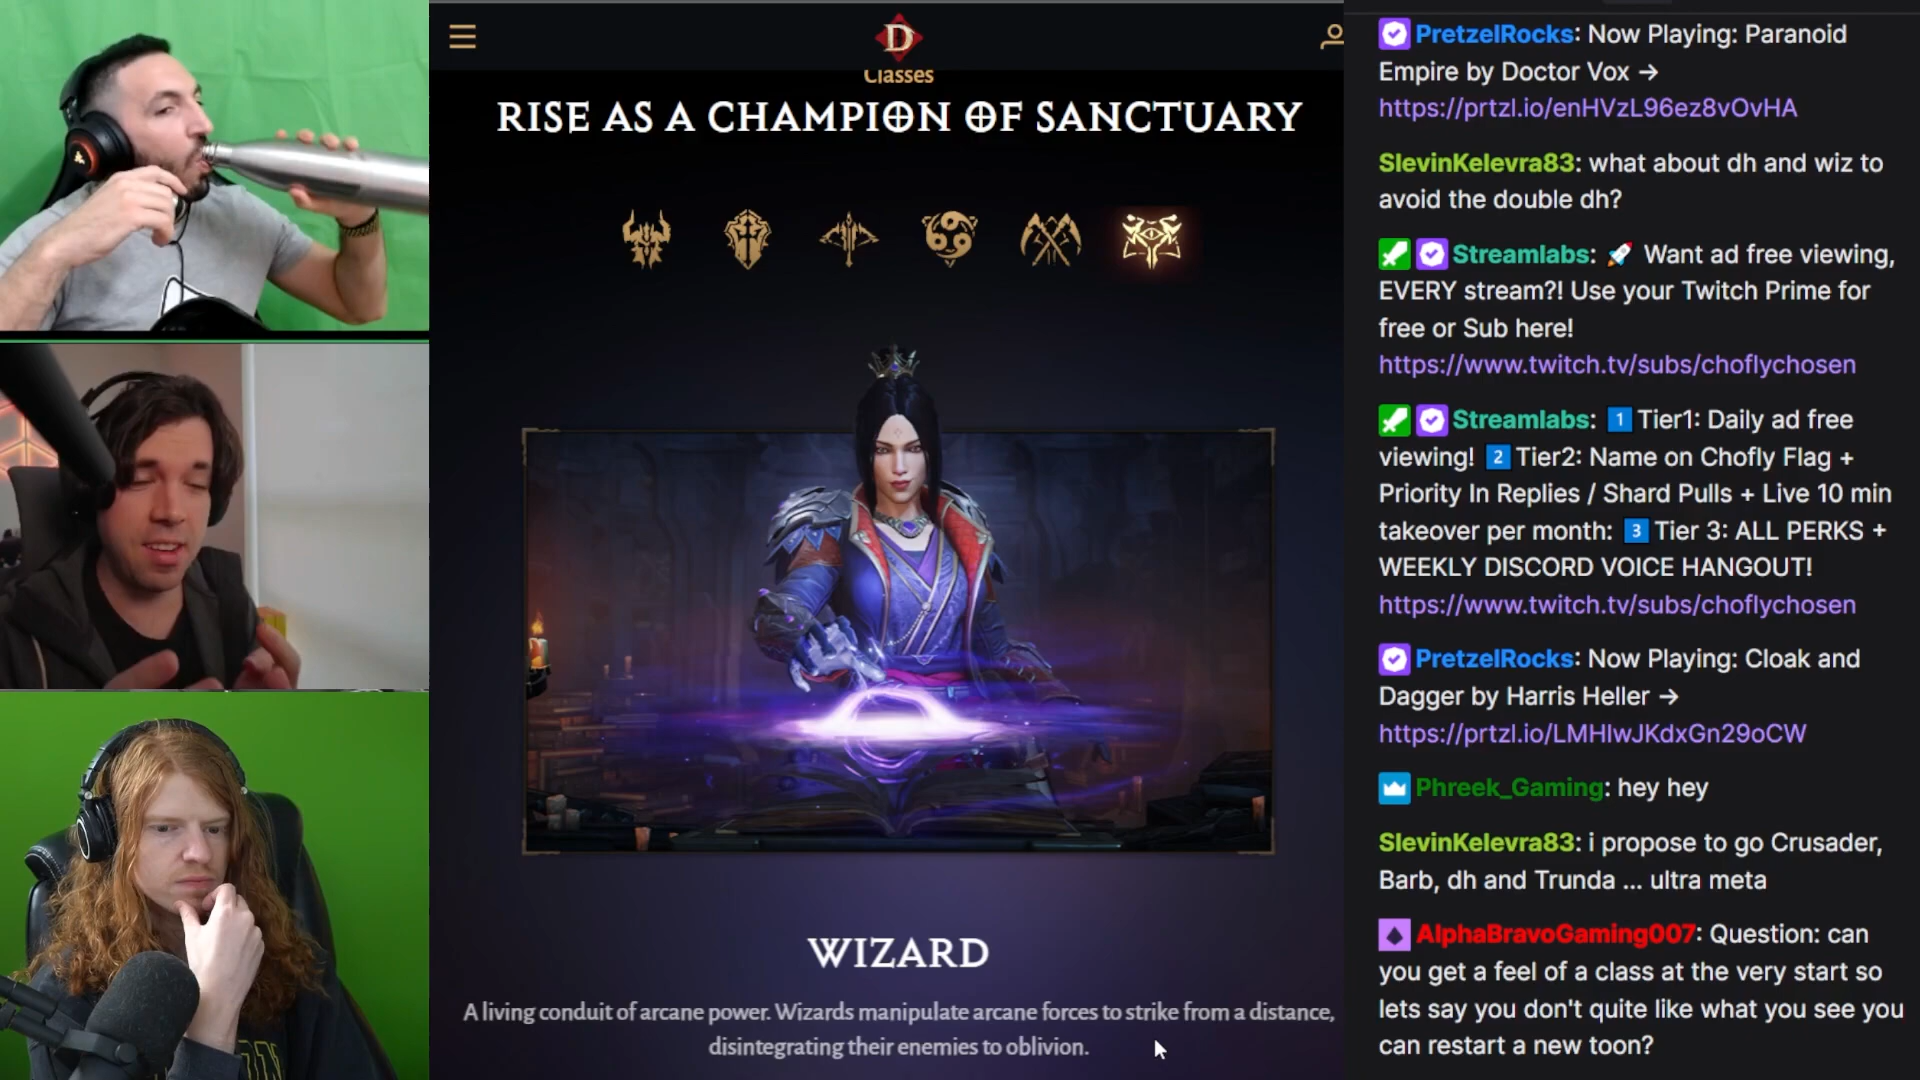 D
Classes
RISE AS A CHAMPION OF SANCTUARY
WIZARD
A living conduit of arcane power. Wizards manipulate arcane forces to strike from a distance,
disintegrating their enemies to oblivion.
PretzelRocks: Now Playing: Paranoid
Empire by Doctor Vox →
https://prtzl.io/enHVzL96ez8vOvHA
SlevinKelevra83: what about dh and wiz to
avoid the double dh?
Streamlabs: 🚀 Want ad free viewing,
EVERY stream?! Use your Twitch Prime for
free or Sub here!
https://www.twitch.tv/subs/choflychosen
Streamlabs: 1 Tier1: Daily ad free
viewing! 2 Tier2: Name on Chofly Flag +
Priority In Replies / Shard Pulls + Live 10 min
takeover per month: 3 Tier 3: ALL PERKS +
WEEKLY DISCORD VOICE HANGOUT!
https://www.twitch.tv/subs/choflychosen
PretzelRocks: Now Playing: Cloak and
Dagger by Harris Heller →
https://prtzl.io/LMHlwJKdxGn29oCW
Phreek_Gaming: hey hey
SlevinKelevra83: i propose to go Crusader,
Barb, dh and Trunda ... ultra meta
AlphaBravoGaming007: Question: can
you get a feel of a class at the very start so
lets say you don't quite like what you see you
can restart a new toon?